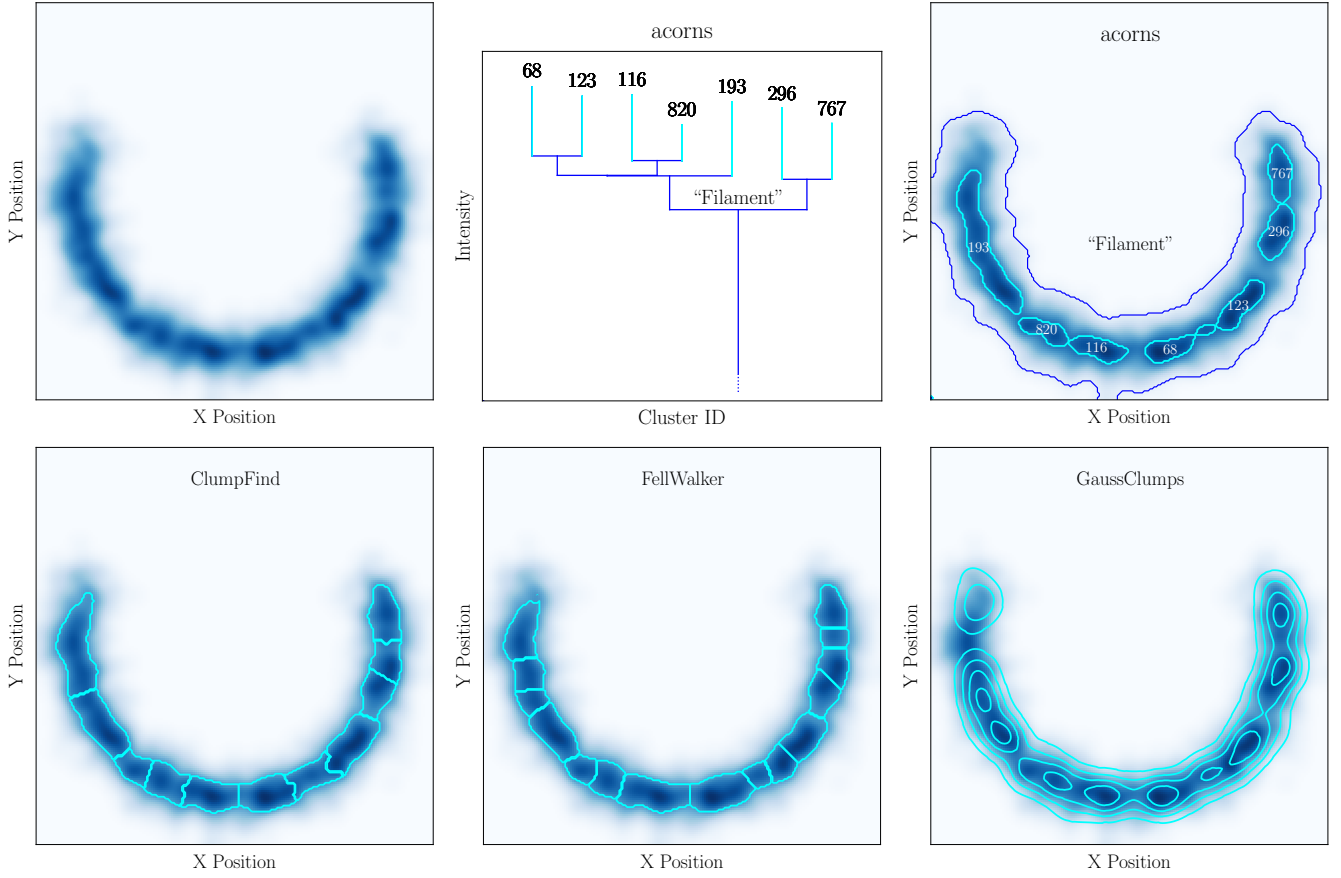 Y Position
X Position
acorns
68
123
116
820
193
296
767
“Filament”
Intensity
Cluster ID
acorns
767
296
“Filament”
193
123
820
116
68
Y Position
X Position
ClumpFind
Y Position
X Position
FellWalker
Y Position
X Position
GaussClumps
Y Position
X Position